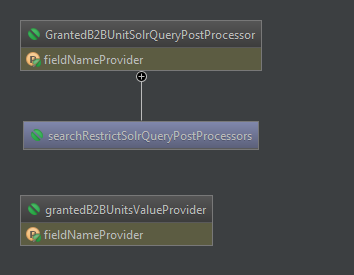 GrantedB2BUnitSolrQueryPostProcessor
fieldNameProvider
searchRestrictSolrQueryPostProcessors
grantedB2BUnitsValueProvider
fieldNameProvider